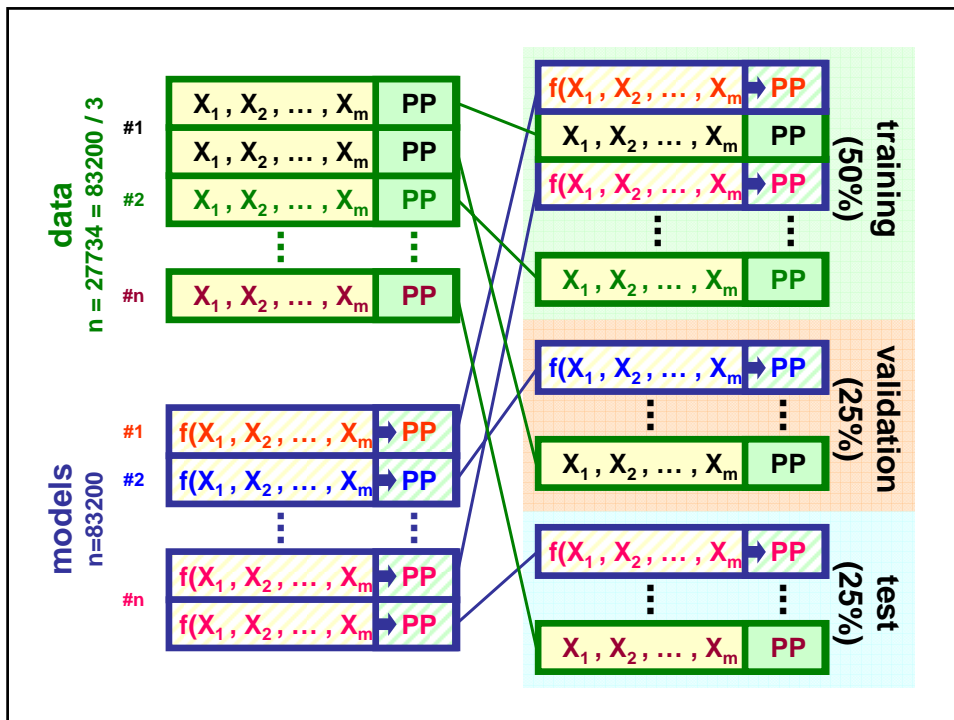 data
n = 27734 = 83200 / 3
#1
X1 , X2 , … , Xm PP
X1 , X2 , … , Xm PP
#2
X1 , X2 , … , Xm PP
#n
X1 , X2 , … , Xm PP
models
n=83200
#1
f(X1 , X2 , … , Xm PP
#2
f(X1 , X2 , … , Xm PP
#n
f(X1 , X2 , … , Xm PP
f(X1 , X2 , … , Xm PP
f(X1 , X2 , … , Xm PP
X1 , X2 , … , Xm PP
f(X1 , X2 , … , Xm PP
X1 , X2 , … , Xm PP
training
(50%)
f(X1 , X2 , … , Xm PP
X1 , X2 , … , Xm PP
validation
(25%)
f(X1 , X2 , … , Xm PP
X1 , X2 , … , Xm PP
test
(25%)